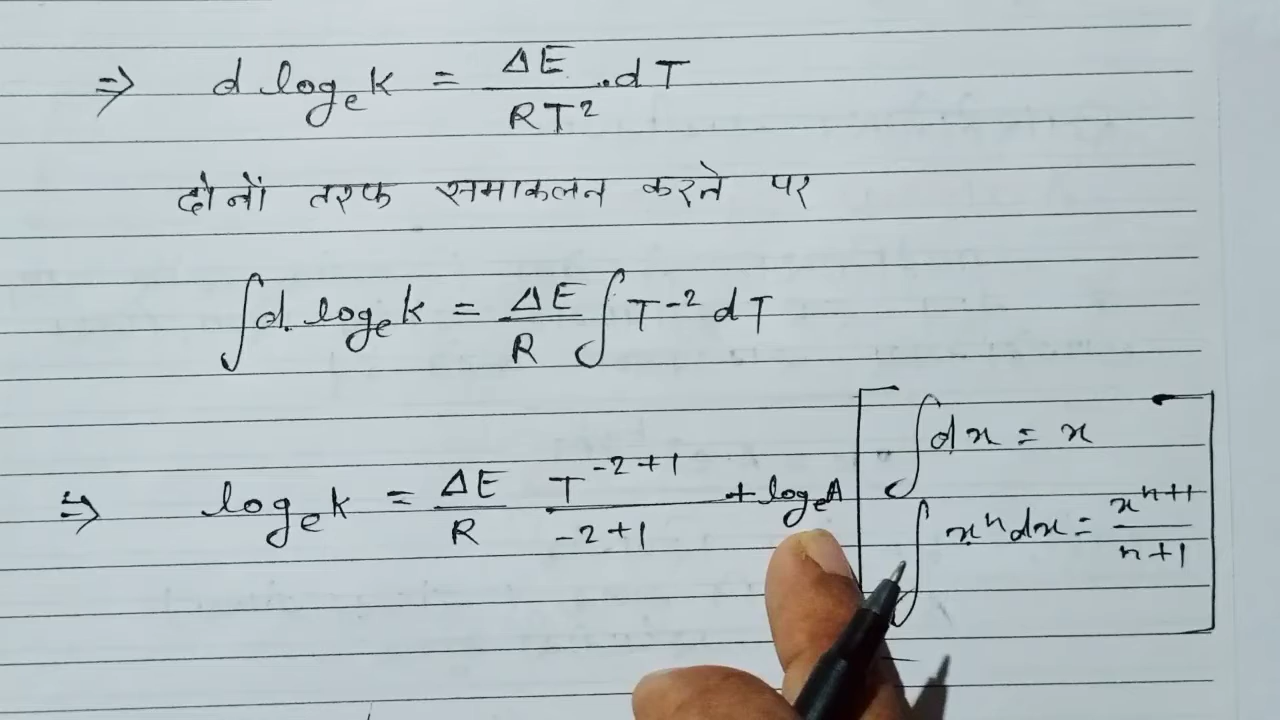 ⇒ d logₑK = ΔE/RT² .dT
दोनों तरफ समाकलन करते पर
∫d. logₑK = ΔE/R ∫T⁻² dT
⇒ logₑK = ΔE/R T⁻²⁺¹/-2+1 + logₑA
∫dx = x
∫xⁿdx = xⁿ⁺¹/n+1